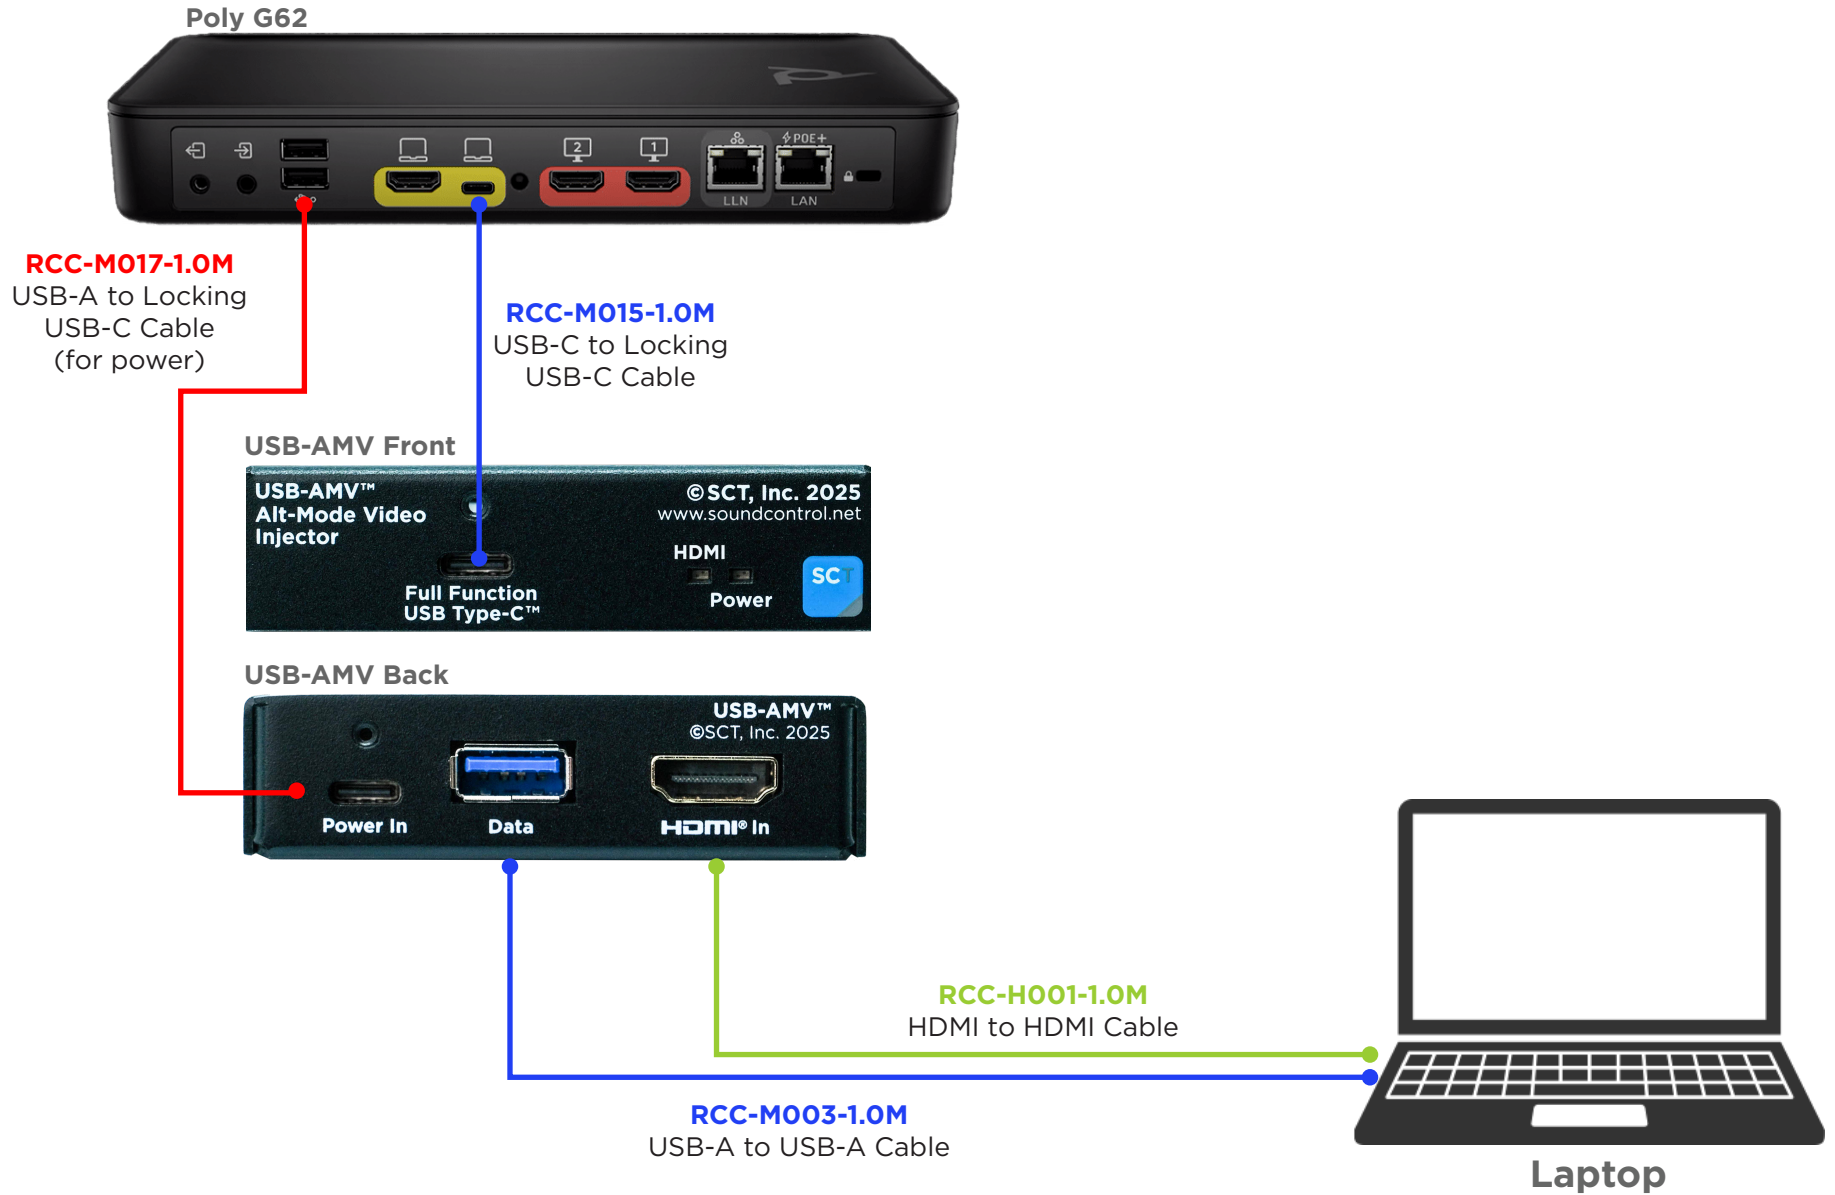 Poly G62
2
1
POE+
LLN
LAN
RCC-M017-1.0M
USB-A to Locking
USB-C Cable
(for power)
RCC-M015-1.0M
USB-C to Locking
USB-C Cable
USB-AMV Front
USB-AMV™
Alt-Mode Video
Injector
©SCT, Inc. 2025
www.soundcontrol.net
HDMI
Power
SCT
Full Function
USB Type-C™
USB-AMV Back
USB-AMV™
©SCT, Inc. 2025
Power In
Data
HDMI® In
RCC-H001-1.0M
HDMI to HDMI Cable
RCC-M003-1.0M
USB-A to USB-A Cable
Laptop